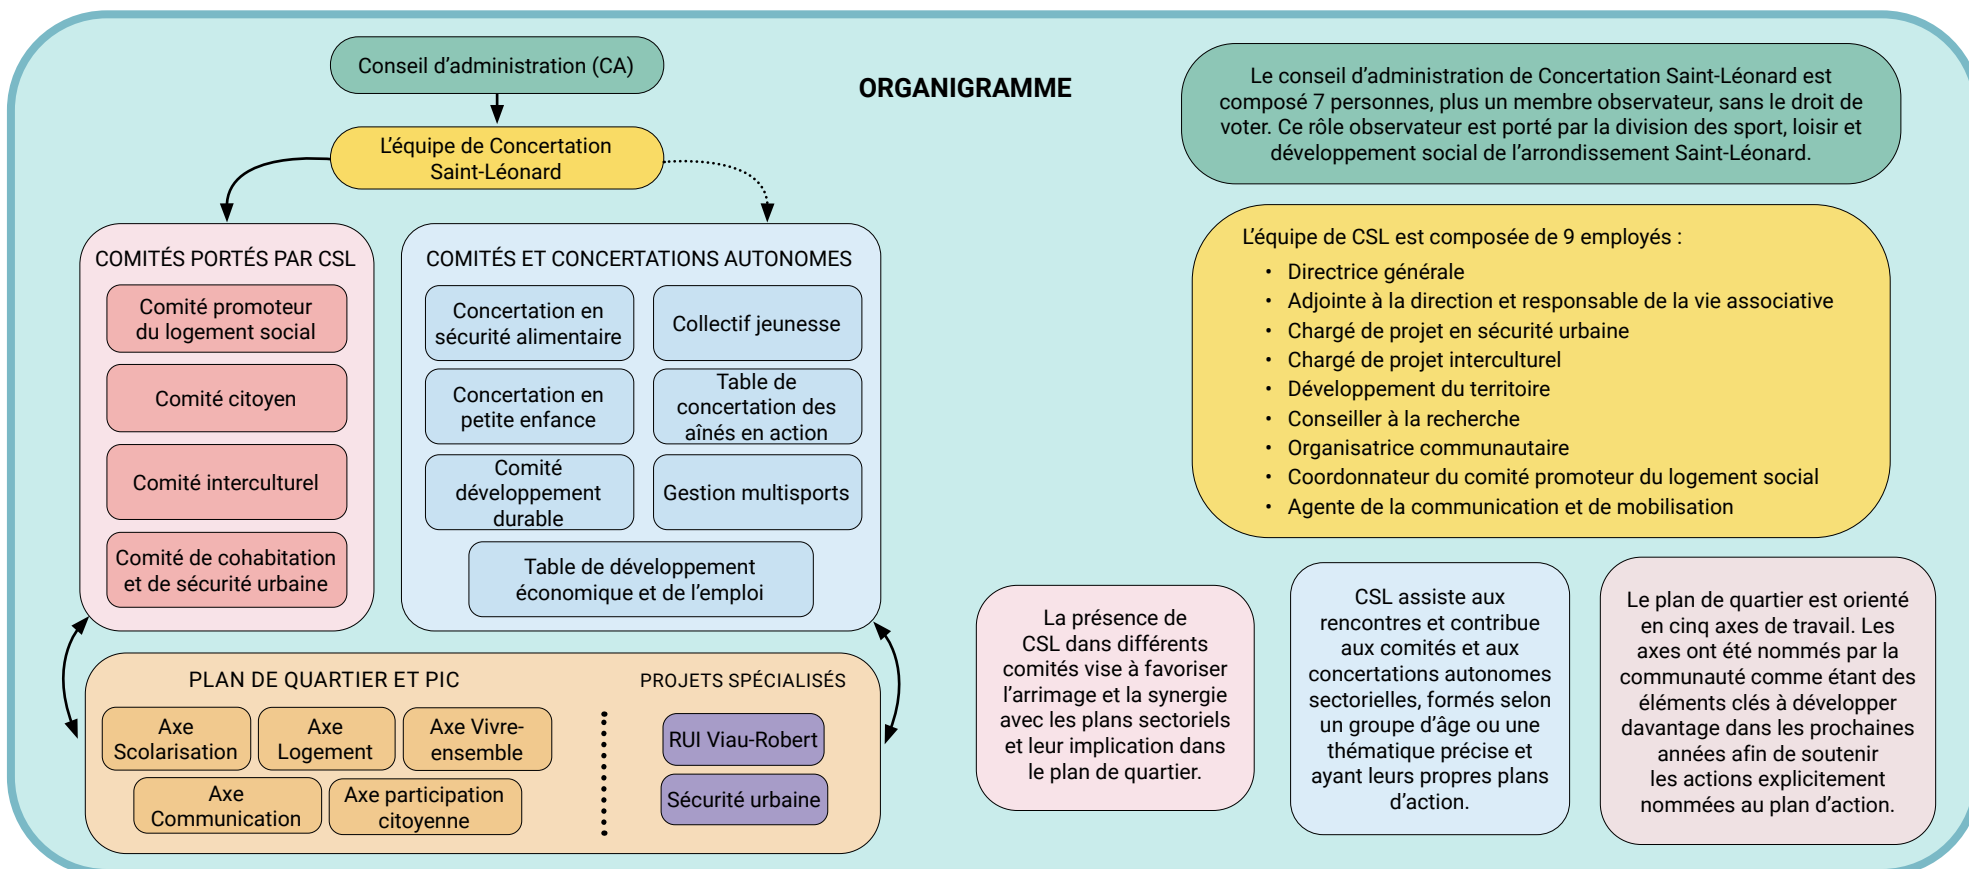 ORGANIGRAMME
Conseil d'administration (CA)
L'équipe de Concertation
Saint-Léonard
COMITÉS PORTÉS PAR CSL
Comité promoteur
du logement social
Comité citoyen
Comité interculturel
Comité de cohabitation
et de sécurité urbaine
COMITÉS ET CONCERTATIONS AUTONOMES
Concertation en
sécurité alimentaire
Collectif jeunesse
Concertation en
petite enfance
Table de
concertation des
aînés en action
Comité
développement
durable
Gestion multisports
Table de développement
économique et de l'emploi
PLAN DE QUARTIER ET PIC
Axe
Scolarisation
Axe
Logement
Axe Vivre-
ensemble
Axe
Communication
Axe participation
citoyenne
PROJETS SPÉCIALISÉS
RUI Viau-Robert
Sécurité urbaine
Le conseil d'administration de Concertation Saint-Léonard est
composé 7 personnes, plus un membre observateur, sans le droit de
voter. Ce rôle observateur est porté par la division des sport, loisir et
développement social de l'arrondissement Saint-Léonard.
L'équipe de CSL est composée de 9 employés :
• Directrice générale
• Adjointe à la direction et responsable de la vie associative
• Chargé de projet en sécurité urbaine
• Chargé de projet interculturel
• Développement du territoire
• Conseiller à la recherche
• Organisatrice communautaire
• Coordonnateur du comité promoteur du logement social
• Agente de la communication et de mobilisation
La présence de
CSL dans différents
comités vise à favoriser
l'arrimage et la synergie
avec les plans sectoriels
et leur implication dans
le plan de quartier.
CSL assiste aux
rencontres et contribue
aux comités et aux
concertations autonomes
sectorielles, formés selon
un groupe d'âge ou une
thématique précise et
ayant leurs propres plans
d'action.
Le plan de quartier est orienté
en cinq axes de travail. Les
axes ont été nommés par la
communauté comme étant des
éléments clés à développer
davantage dans les prochaines
années afin de soutenir
les actions explicitement
nommées au plan d'action.